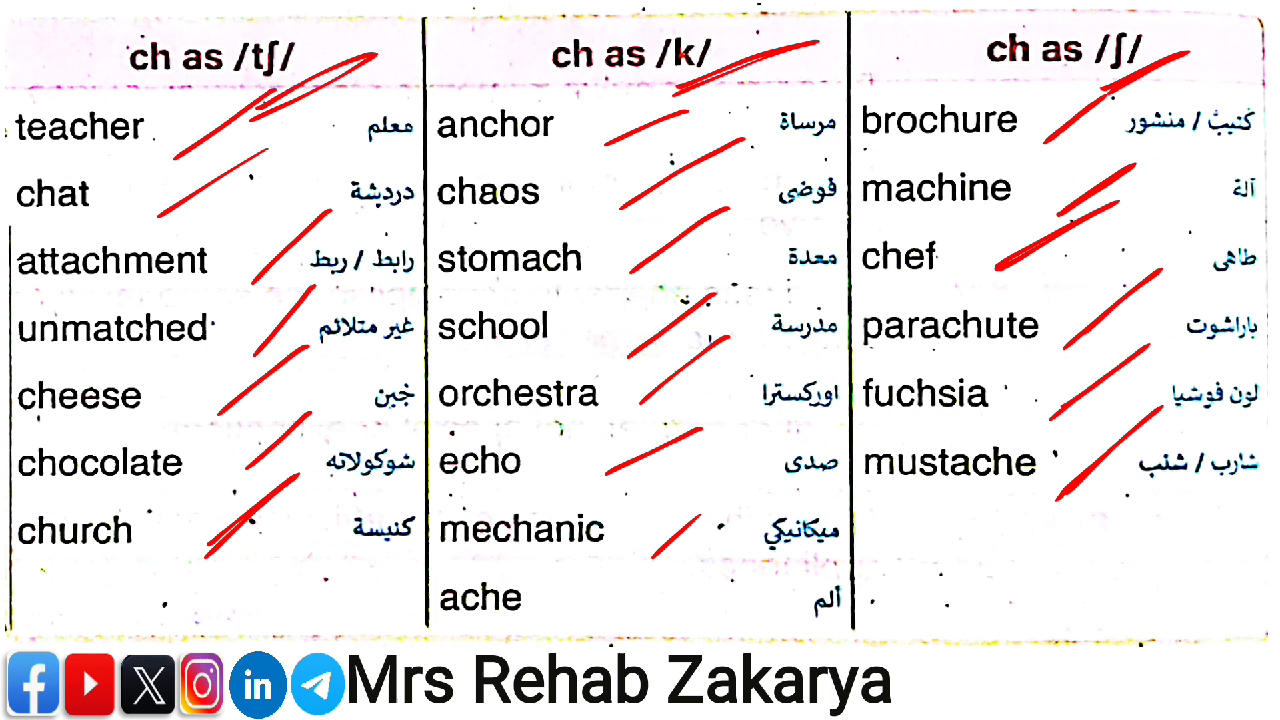 ch as /tʃ/
teacher معلم
chat دردشة
attachment رابط / ربط
unmatched غير متلائم
cheese جبن
chocolate شوكولاته
church كنيسة
ch as /k/
anchor مرساة
chaos فوضى
stomach معدة
school مدرسة
orchestra اوركسترا
echo صدى
mechanic ميكانيكي
ache ألم
ch as /ʃ/
brochure كُتيبّ / منشور
machine آلة
chef طاهى
parachute باراشوت
fuchsia لون فوشيا
mustache شارب / شنب
Mrs Rehab Zakarya